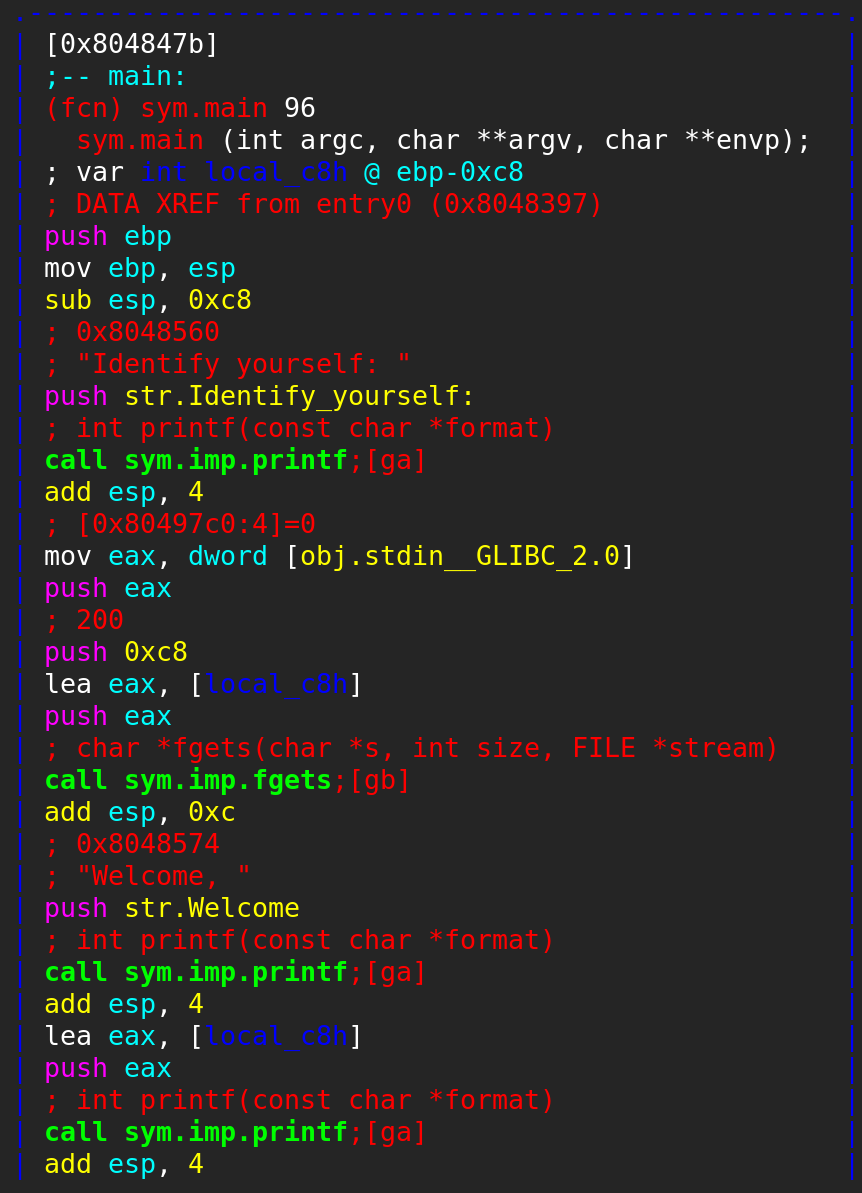 [0x804847b]
;-- main:
(fcn) sym.main 96
sym.main (int argc, char **argv, char **envp);
; var int local_c8h @ ebp-0xc8
; DATA XREF from entry0 (0x8048397)
push ebp
mov ebp, esp
sub esp, 0xc8
; 0x8048560
; "Identify yourself: "
push str.Identify_yourself:
; int printf(const char *format)
call sym.imp.printf;[ga]
add esp, 4
; [0x80497c0:4]=0
mov eax, dword [obj.stdin__GLIBC_2.0]
push eax
; 200
push 0xc8
lea eax, [local_c8h]
push eax
; char *fgets(char *s, int size, FILE *stream)
call sym.imp.fgets;[gb]
add esp, 0xc
; 0x8048574
; "Welcome, "
push str.Welcome
; int printf(const char *format)
call sym.imp.printf;[ga]
add esp, 4
lea eax, [local_c8h]
push eax
; int printf(const char *format)
call sym.imp.printf;[ga]
add esp, 4